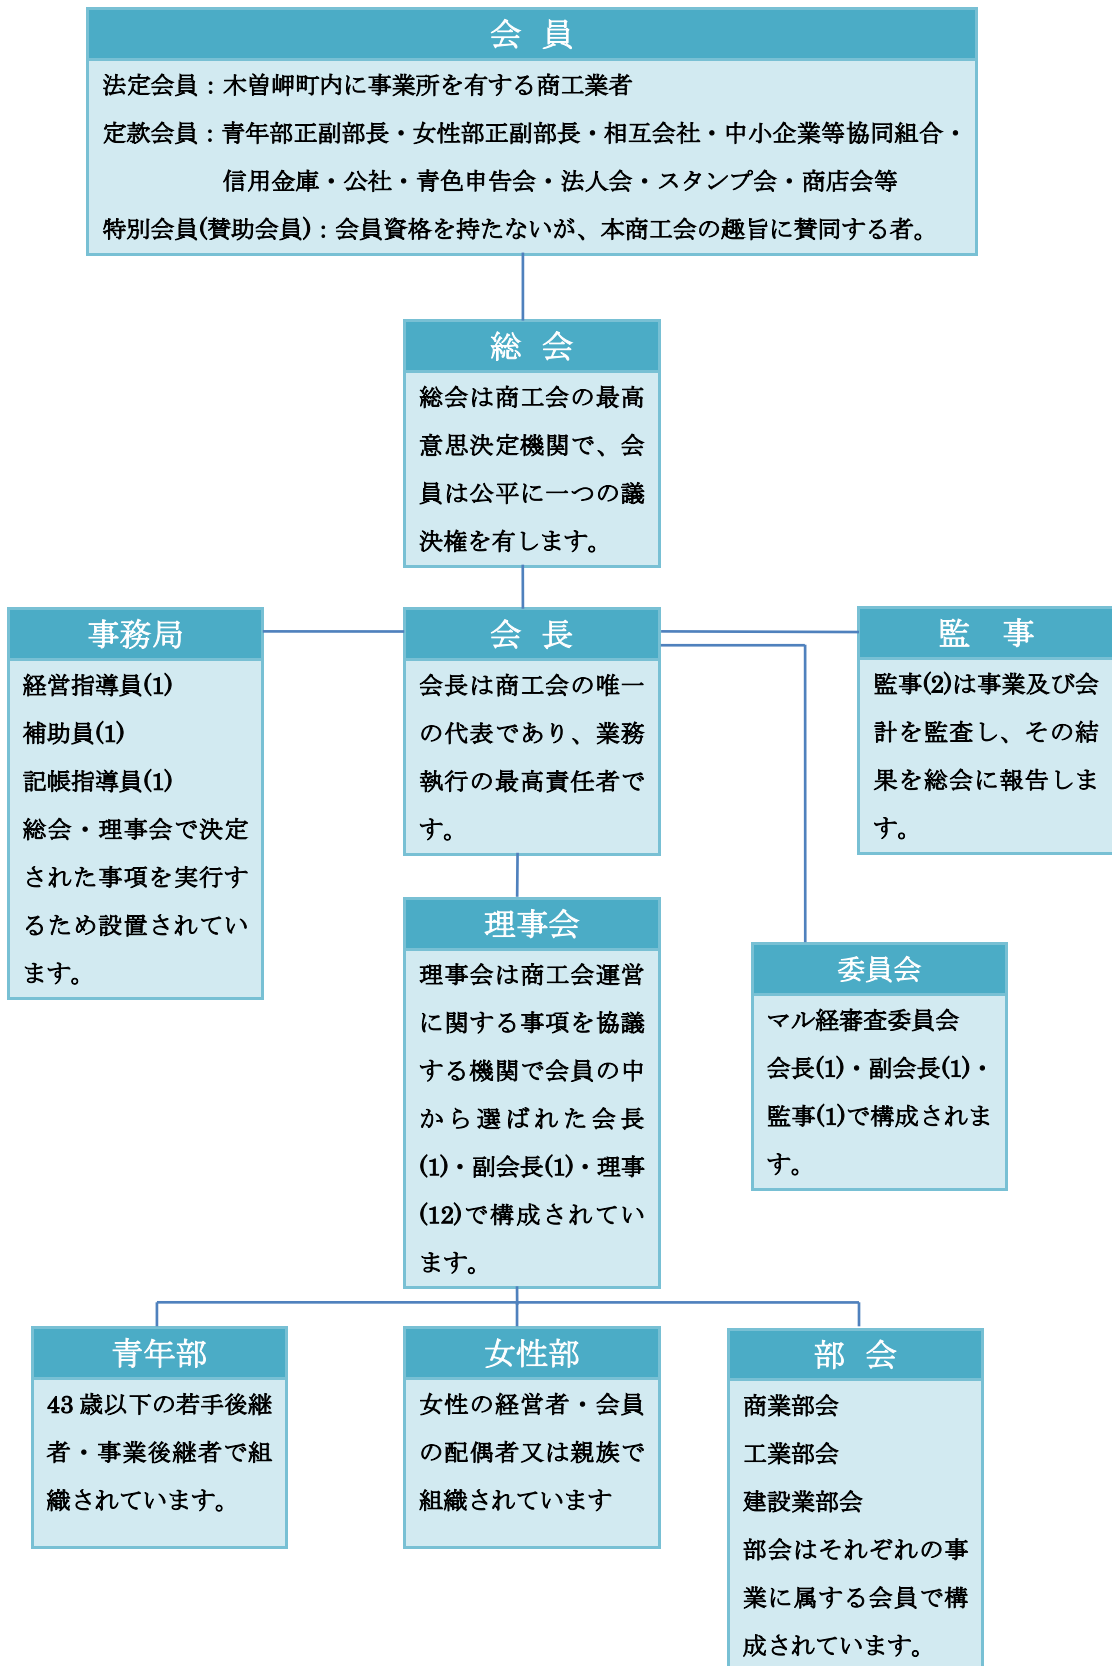 会 員
法定会員：木曽岬町内に事業所を有する商工業者
定款会員：青年部正副部長・女性部正副部長・相互会社・中小企業等協同組合・
信用金庫・公社・青色申告会・法人会・スタンプ会・商店会等
特別会員(賛助会員)：会員資格を持たないが、本商工会の趣旨に賛同する者。
総 会
総会は商工会の最高
意思決定機関で、会
員は公平に一つの議
決権を有します。
事務局
経営指導員(1)
補助員(1)
記帳指導員(1)
総会・理事会で決定
された事項を実行す
るため設置されてい
ます。
会 長
会長は商工会の唯一
の代表であり、業務
執行の最高責任者で
す。
監 事
監事(2)は事業及び会
計を監査し、その結
果を総会に報告しま
す。
理事会
理事会は商工会運営
に関する事項を協議
する機関で会員の中
から選ばれた会長
(1)・副会長(1)・理事
(12)で構成されてい
ます。
委員会
マル経審査委員会
会長(1)・副会長(1)・
監事(1)で構成されま
す。
青年部
43歳以下の若手後継
者・事業後継者で組
織されています。
女性部
女性の経営者・会員
の配偶者又は親族で
組織されています
部 会
商業部会
工業部会
建設業部会
部会はそれぞれの事
業に属する会員で構
成されています。